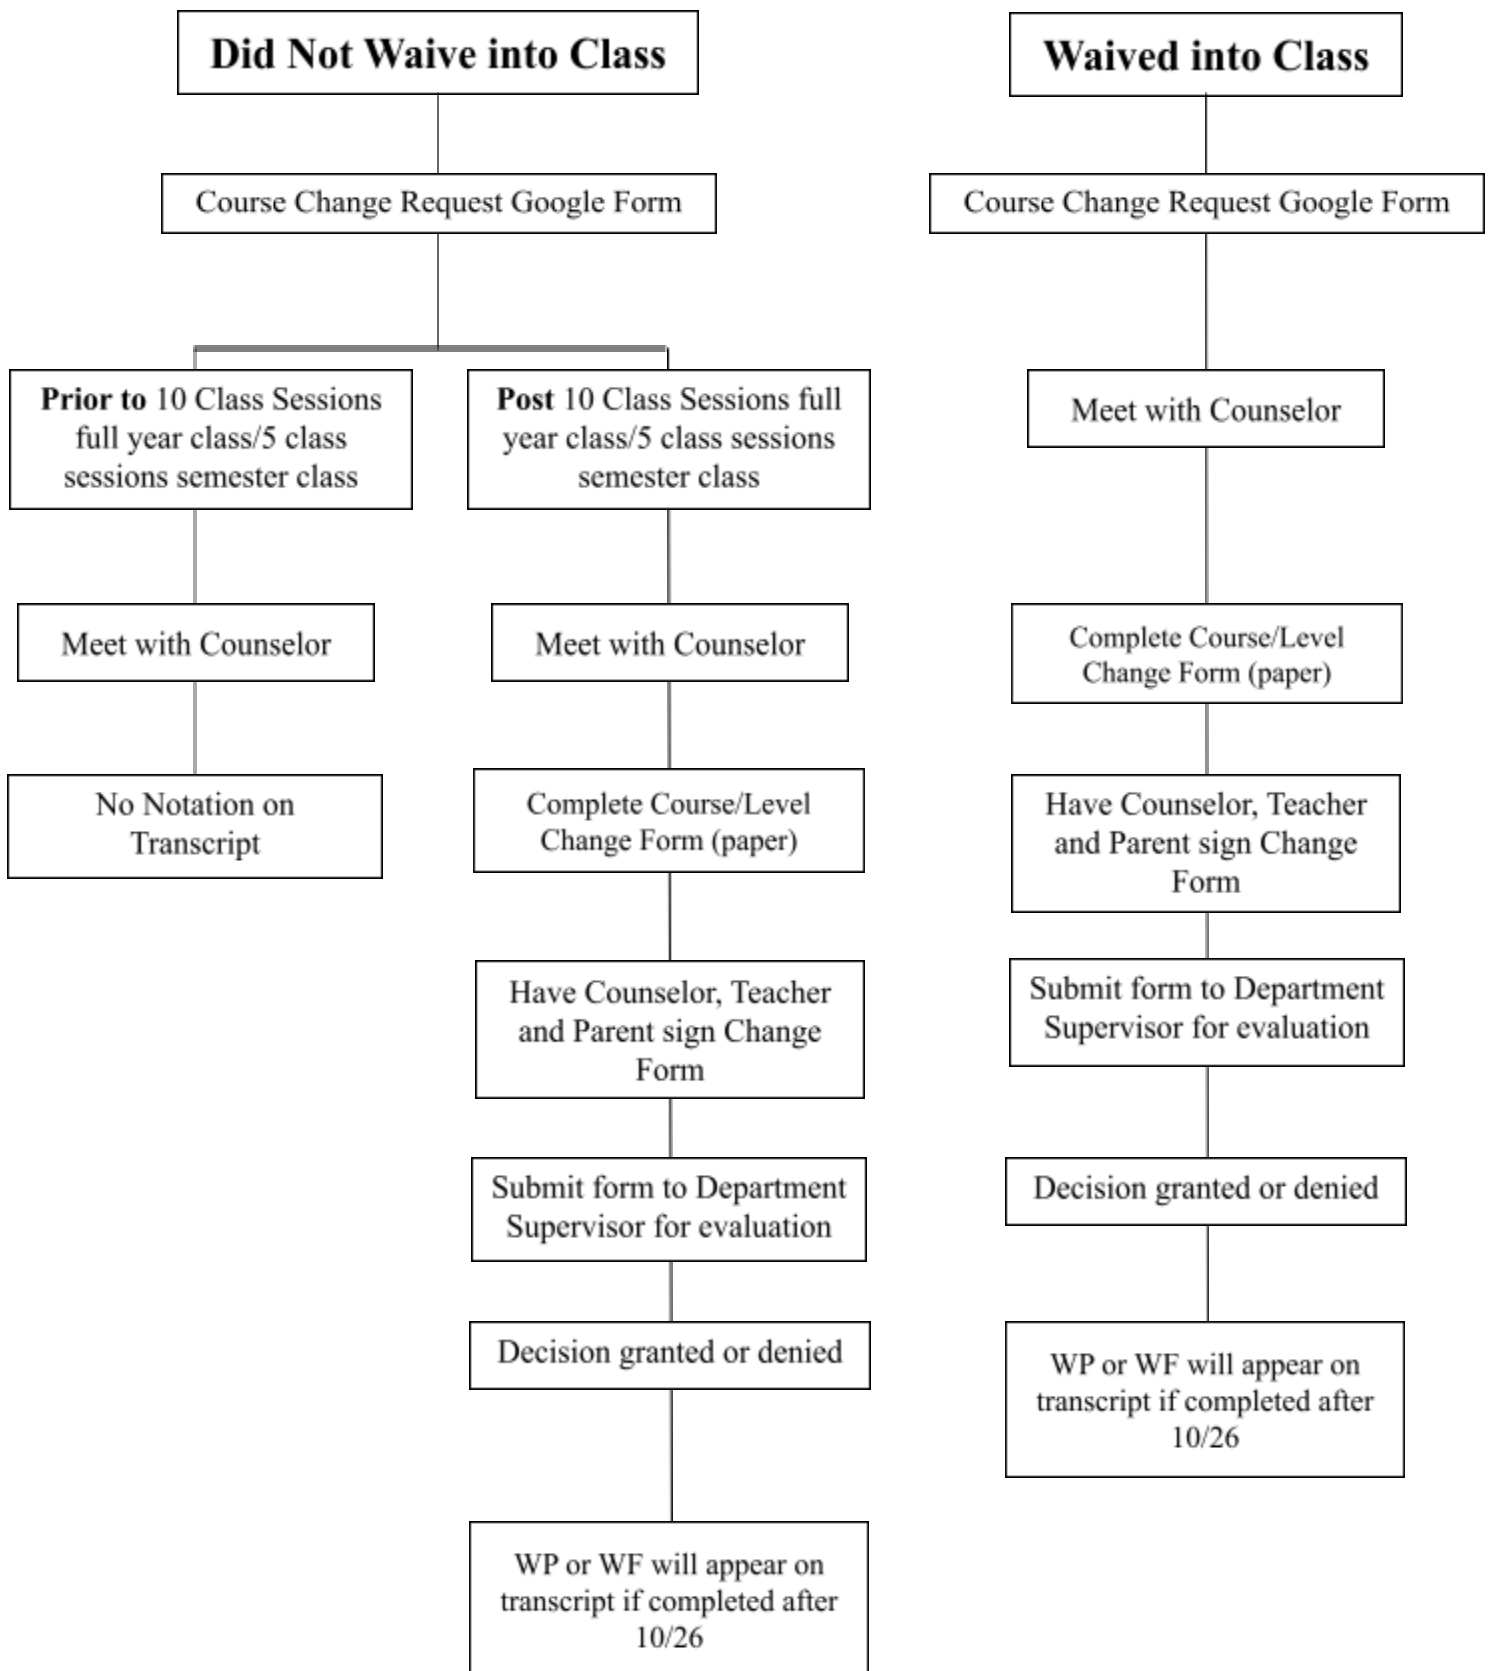 Did Not Waive into Class
Course Change Request Google Form
Prior to 10 Class Sessions
full year class/5 class
sessions semester class
Meet with Counselor
No Notation on
Transcript
Post 10 Class Sessions full
year class/5 class sessions
semester class
Meet with Counselor
Complete Course/Level
Change Form (paper)
Have Counselor, Teacher
and Parent sign Change
Form
Submit form to Department
Supervisor for evaluation
Decision granted or denied
WP or WF will appear on
transcript if completed after
10/26
Waived into Class
Course Change Request Google Form
Meet with Counselor
Complete Course/Level
Change Form (paper)
Have Counselor, Teacher
and Parent sign Change
Form
Submit form to Department
Supervisor for evaluation
Decision granted or denied
WP or WF will appear on
transcript if completed after
10/26